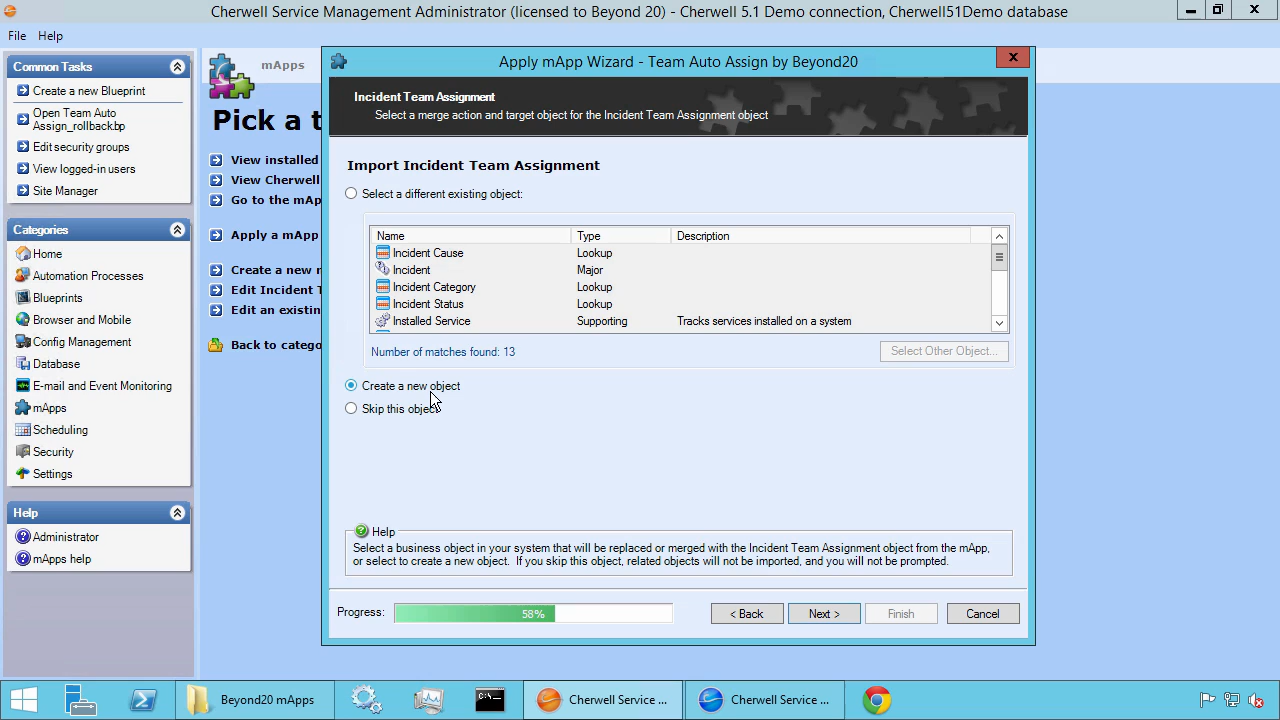 Cherwell Service Management Administrator (licensed to Beyond 20) - Cherwell 5.1 Demo connection, Cherwell51Demo database
File Help
Common Tasks
Create a new Blueprint
Open Team Auto
Assign_rollback.bp
Edit security groups
View logged-in users
Site Manager
Categories
Home
Automation Processes
Blueprints
Browser and Mobile
Config Management
Database
E-mail and Event Monitoring
mApps
Scheduling
Security
Settings
Help
Administrator
mApps help
mApps
Pick a t
View installed
View Cherwell
Go to the mAp
Apply a mApp
Create a new r
Edit Incident T
Edit an existin
Back to catego
Apply mApp Wizard - Team Auto Assign by Beyond20
Incident Team Assignment
Select a merge action and target object for the Incident Team Assignment object
Import Incident Team Assignment
Select a different existing object:
Name Type Description
Incident Cause Lookup
Incident Major
Incident Category Lookup
Incident Status Lookup
Installed Service Supporting Tracks services installed on a system
Number of matches found: 13
Select Other Object...
Create a new object
Skip this object
Help
Select a business object in your system that will be replaced or merged with the Incident Team Assignment object from the mApp,
or select to create a new object. If you skip this object, related objects will not be imported, and you will not be prompted.
Progress: 58% < Back Next > Finish Cancel
Beyond20 mApps
Cherwell Service ...
Cherwell Service ...